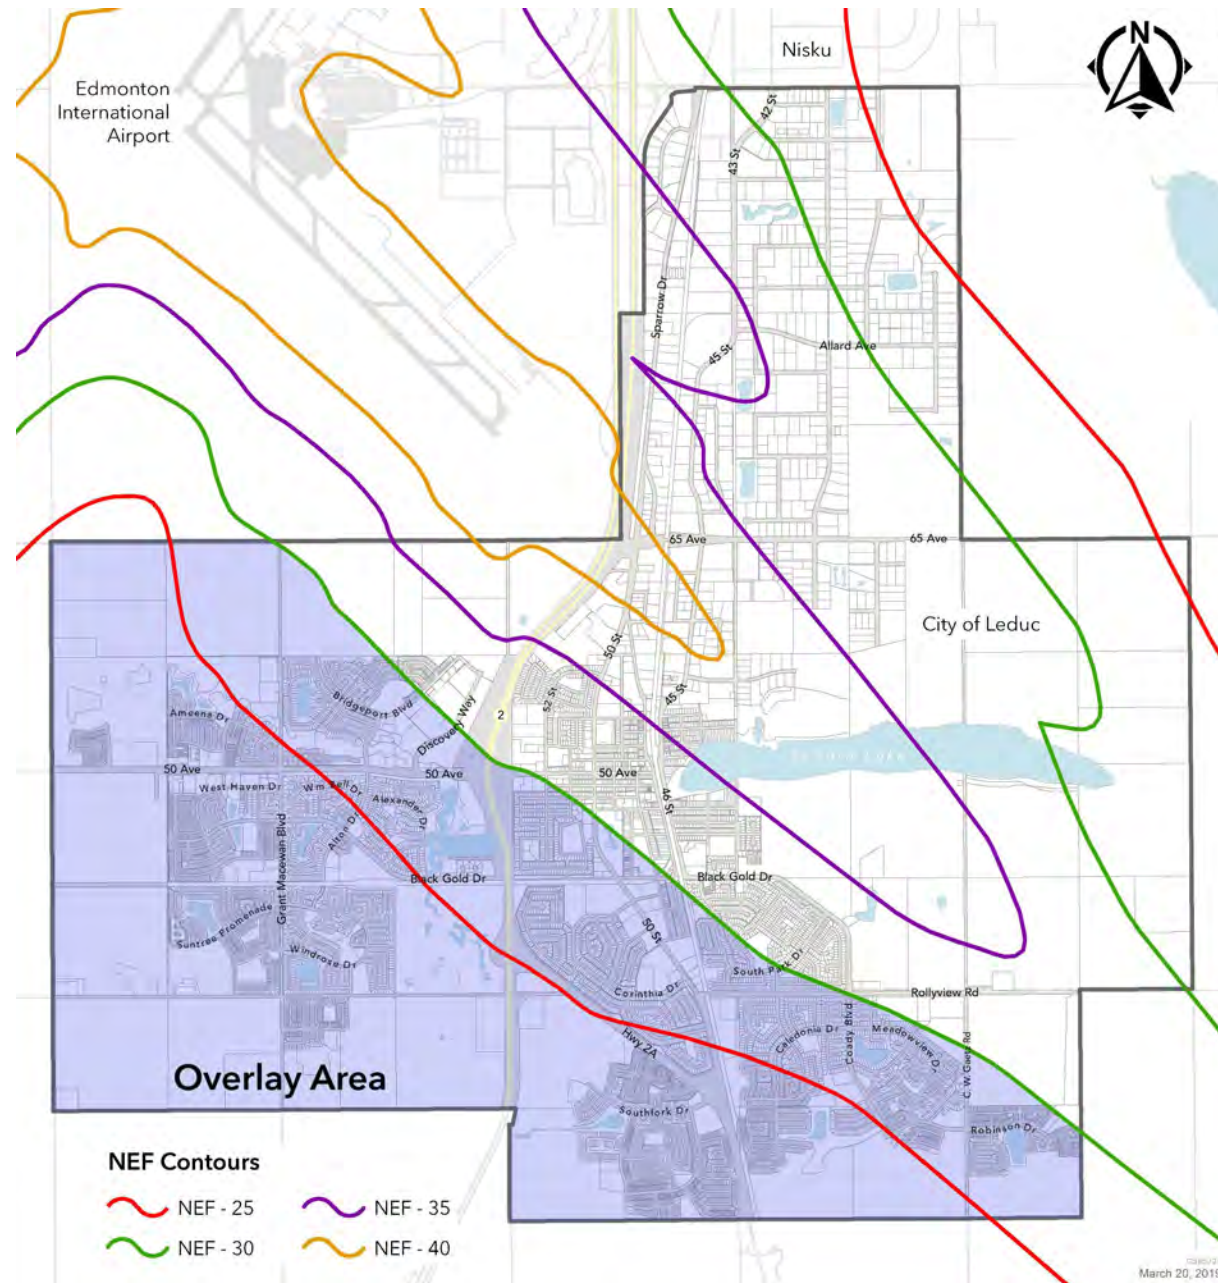 Nisku
N
Edmonton
International
Airport
42 St
43 St
Sparrow Dr
45 St
Allard Ave
65 Ave
65 Ave
City of Leduc
50 St
45 St
52 St
Bridgeport Blvd
Discovery Way
2
Ameena Dr
50 Ave
50 Ave
50 Ave
46 St
West Haven Dr
Wm Bell Dr
Alexander Dr
Alton Dr
Grant Macewan Blvd
Black Gold Dr
Black Gold Dr
Suntree Promenade
Windrose Dr
50 St
South Park Dr
Corinthia Dr
Rollyview Rd
Hwy 2A
Caledonia Dr
Coady Blvd
Meadowview Dr
C. W. Gaetz Rd
Overlay Area
Southfork Dr
Robinson Dr
NEF Contours
NEF - 25
NEF - 35
NEF - 30
NEF - 40
March 20, 2019